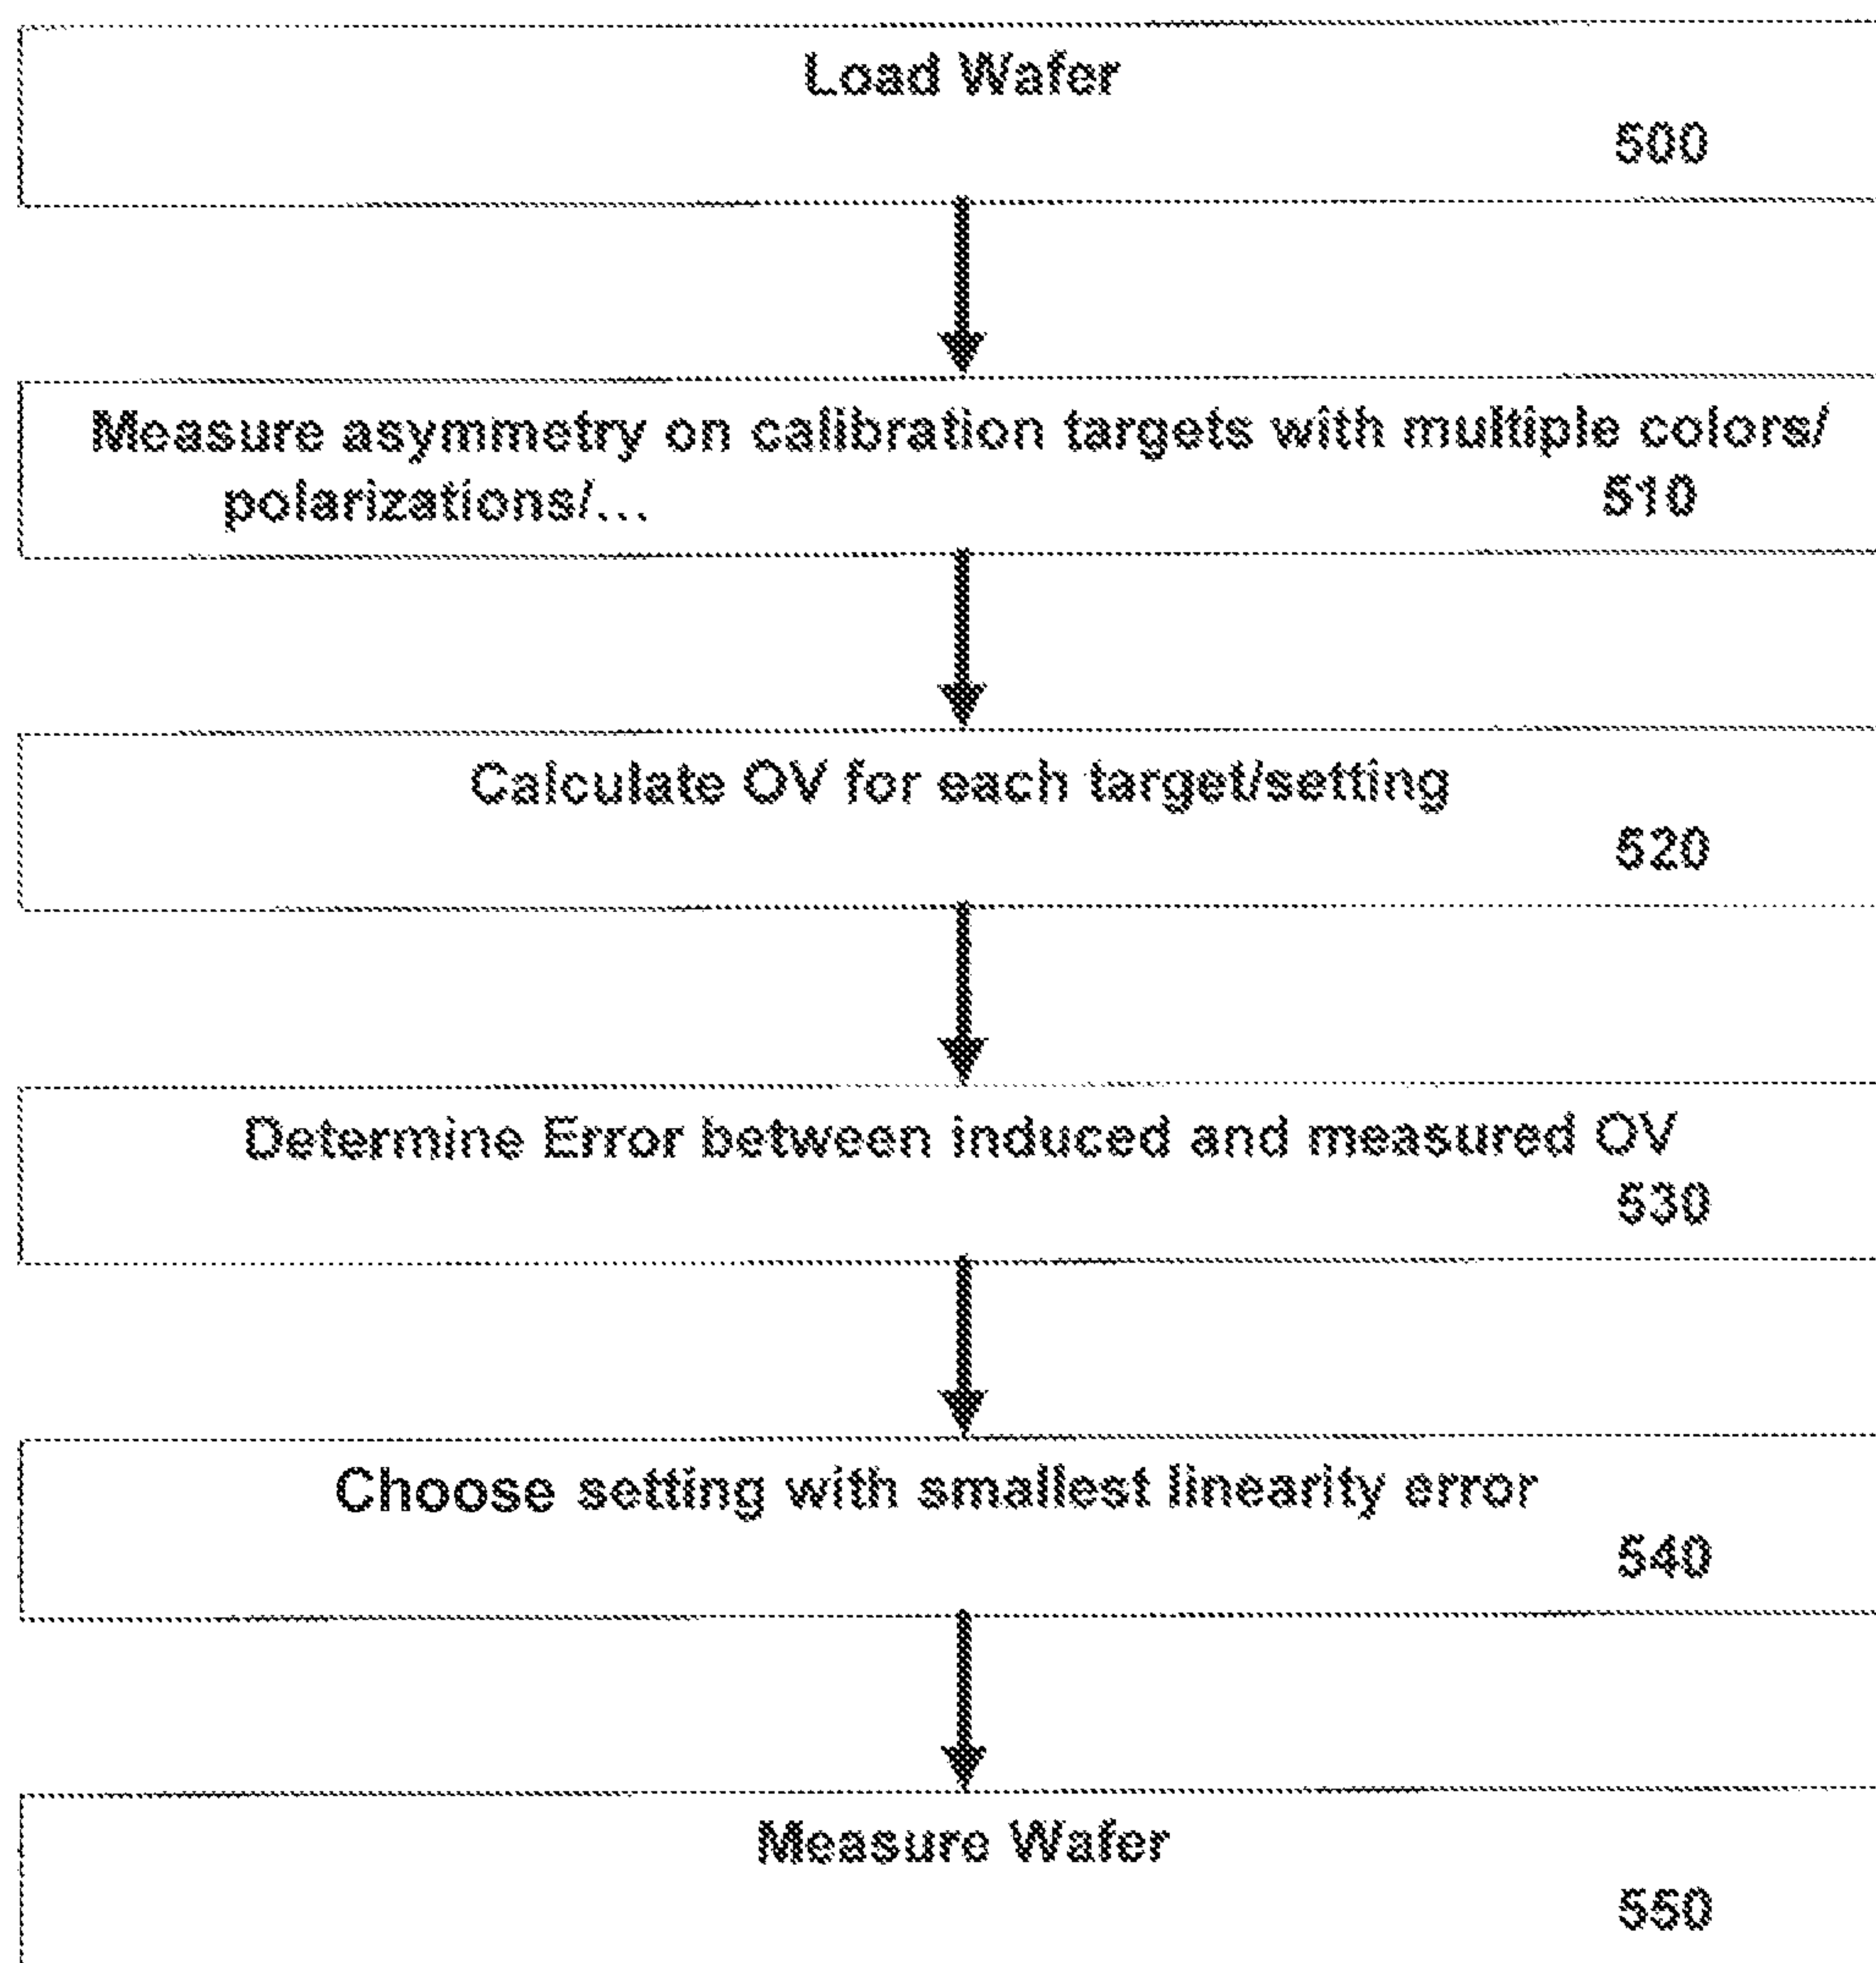 Load Wafer
500
Measure asymmetry on calibration targets with multiple colors/
polarizations/... 510
Calculate OV for each target/setting
520
Determine Error between induced and measured OV
530
Choose setting with smallest linearity error
540
Measure Wafer
550